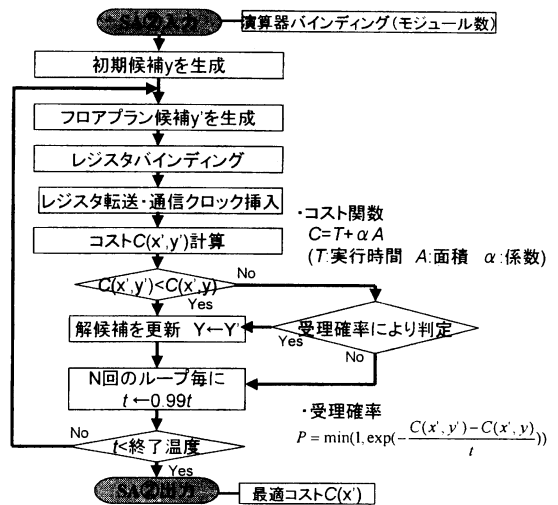 SA②入力
演算器バインディング(モジュール数)
初期候補yを生成
フロアプラン候補y'を生成
レジスタバインディング
レジスタ転送・通信クロック挿入
コストC(x',y')計算
・コスト関数
C=T+αA
(T:実行時間 A:面積 α:係数)
C(x',y')<C(x',y)
No
Yes
解候補を更新 Y←Y'
受理確率により判定
Yes
No
N回のループ毎に
t←0.99t
・受理確率
P = min(1, exp(-\frac{C(x',y')-C(x',y)}{t}))
No
t<終了温度
Yes
SA②出力
最適コストC(x')